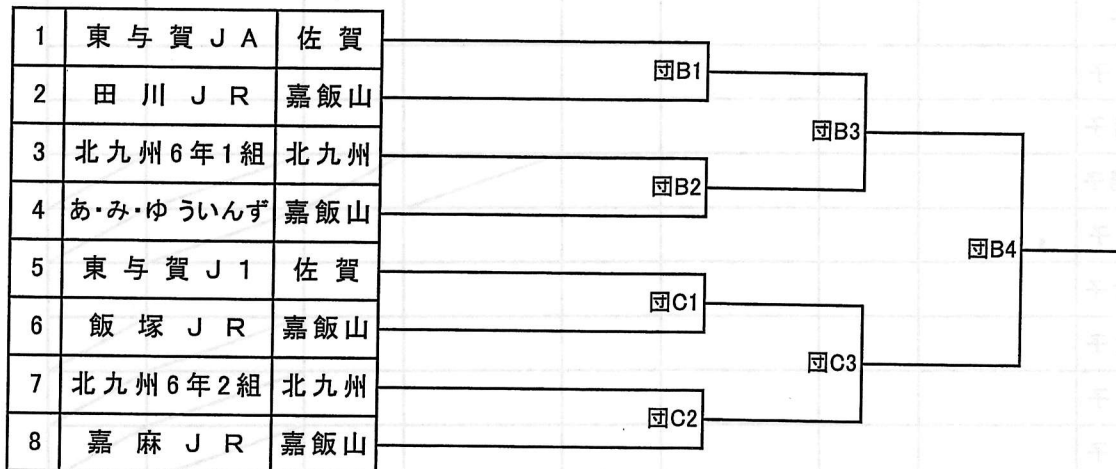 1 東与賀JA 佐賀
2 田川JR 嘉飯山
3 北九州6年1組 北九州
4 あ・み・ゆ ういんず 嘉飯山
5 東与賀J1 佐賀
6 飯塚JR 嘉飯山
7 北九州6年2組 北九州
8 嘉麻JR 嘉飯山
団B1
団B3
団B2
団B4
団C1
団C3
団C2